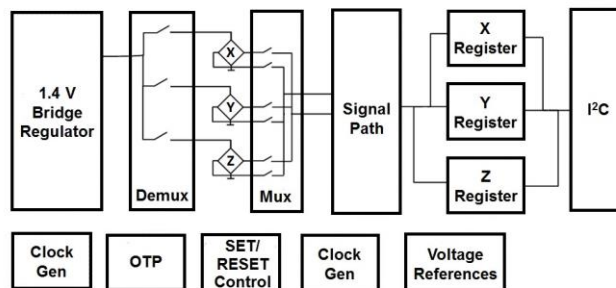 1.4 V
Bridge
Regulator
Demux
X
Y
Z
Mux
Signal
Path
X
Register
Y
Register
Z
Register
I²C
Clock
Gen
OTP
SET/
RESET
Control
Clock
Gen
Voltage
References